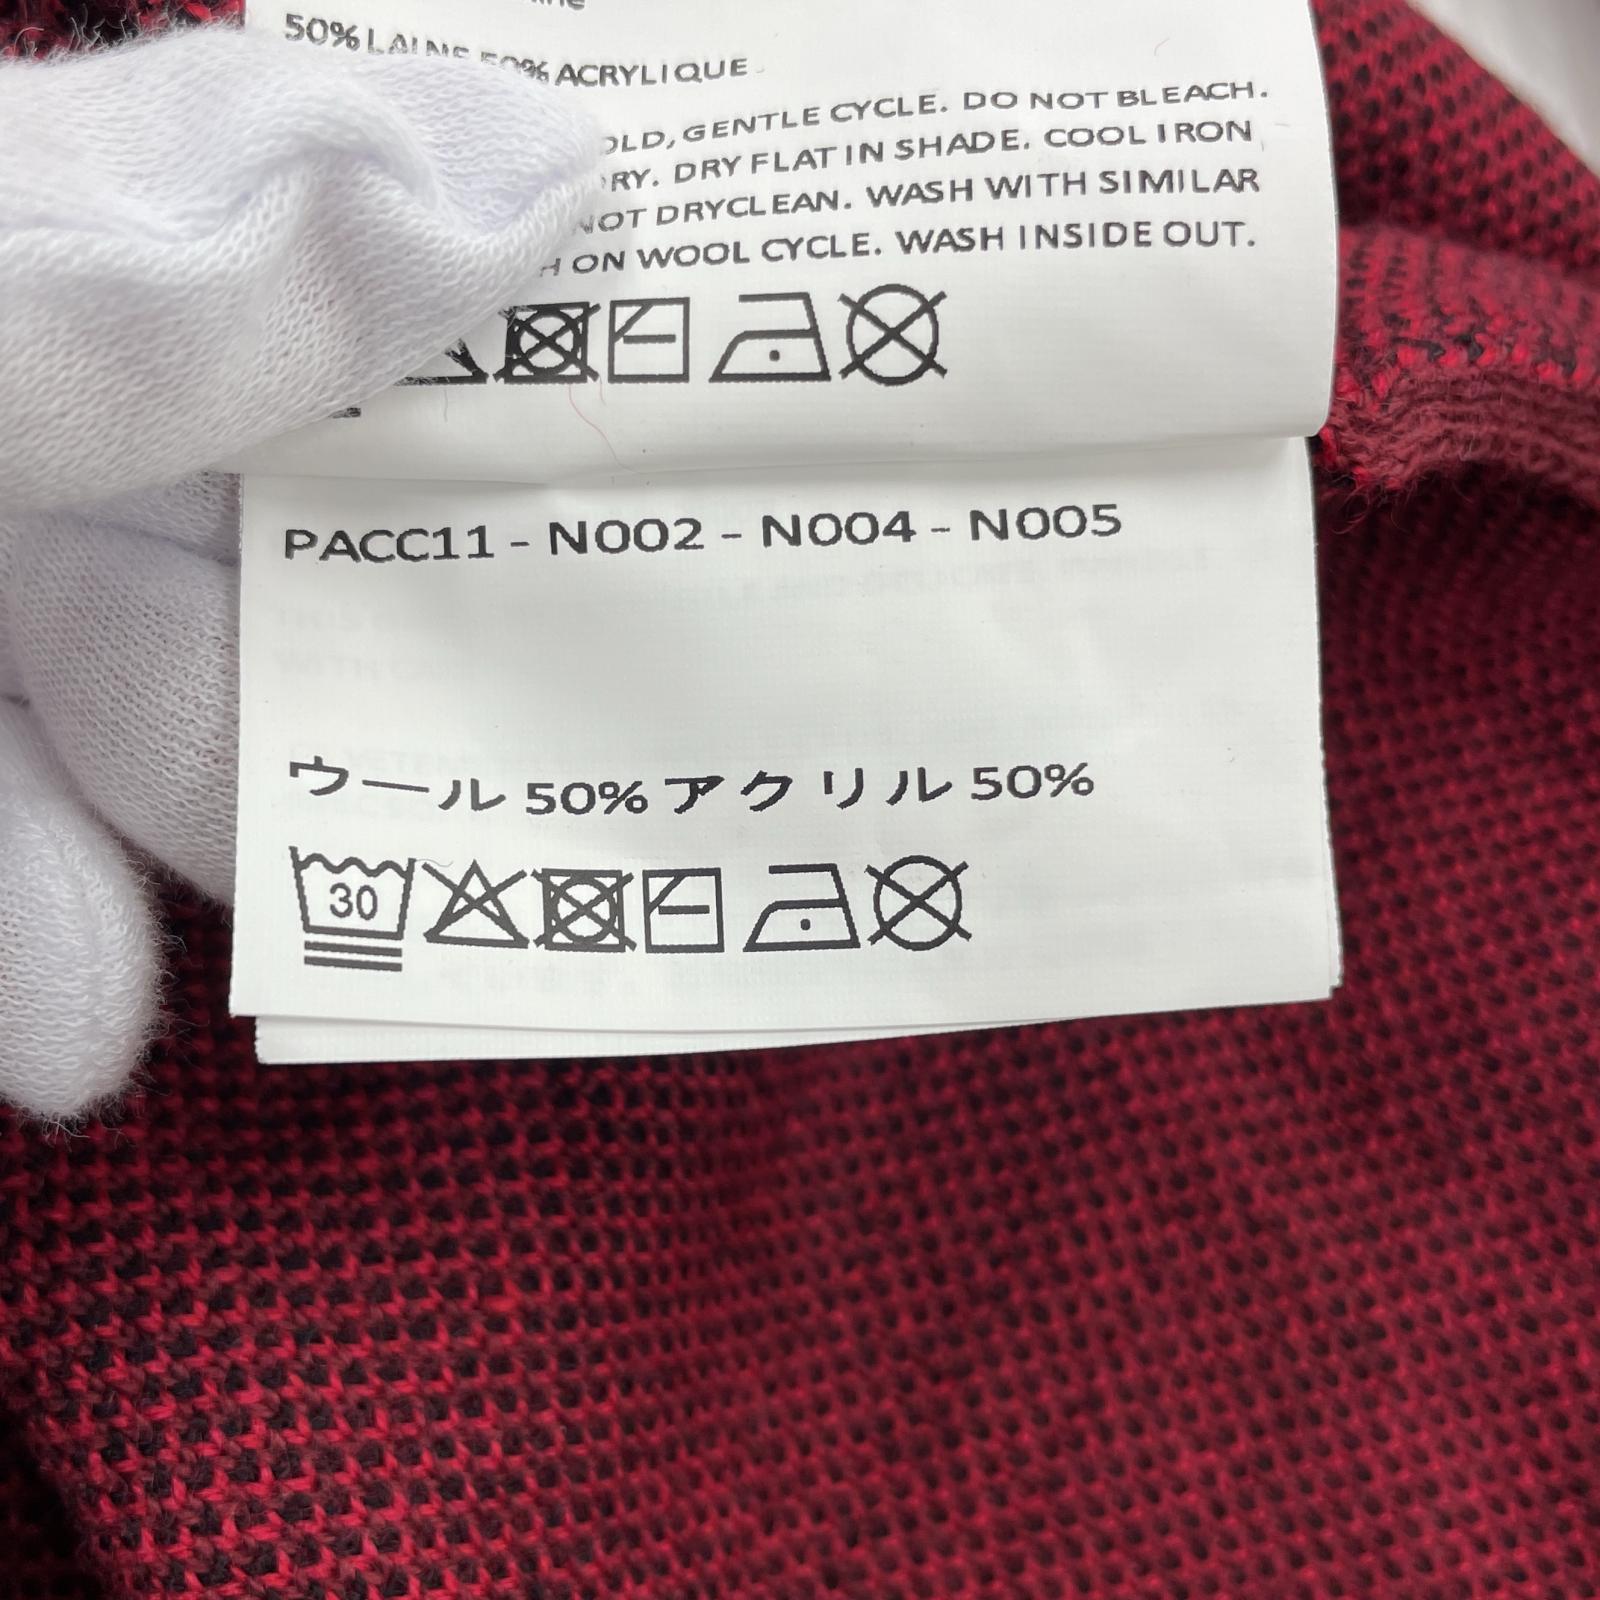 50% LAINE 50% ACRYLIQUE
GENTLE CYCLE. DO NOT BLEACH.
DRY FLAT IN SHADE. COOL IRON
NOT DRYCLEAN. WASH WITH SIMILAR
ON WOOL CYCLE. WASH INSIDE OUT.
PACC11 - N002 - N004 - N005
ウール 50% アクリル 50%
30